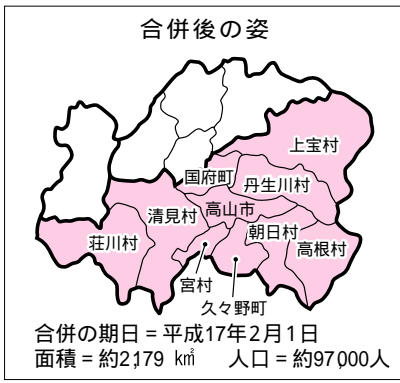 合併後の姿
上宝村
国府町
丹生川村
高山市
清見村
朝日村
荘川村
高根村
宮村
久々野町
合併の期日＝平成17年2月1日
面積＝約2,179 ㎢　人口＝約97,000人